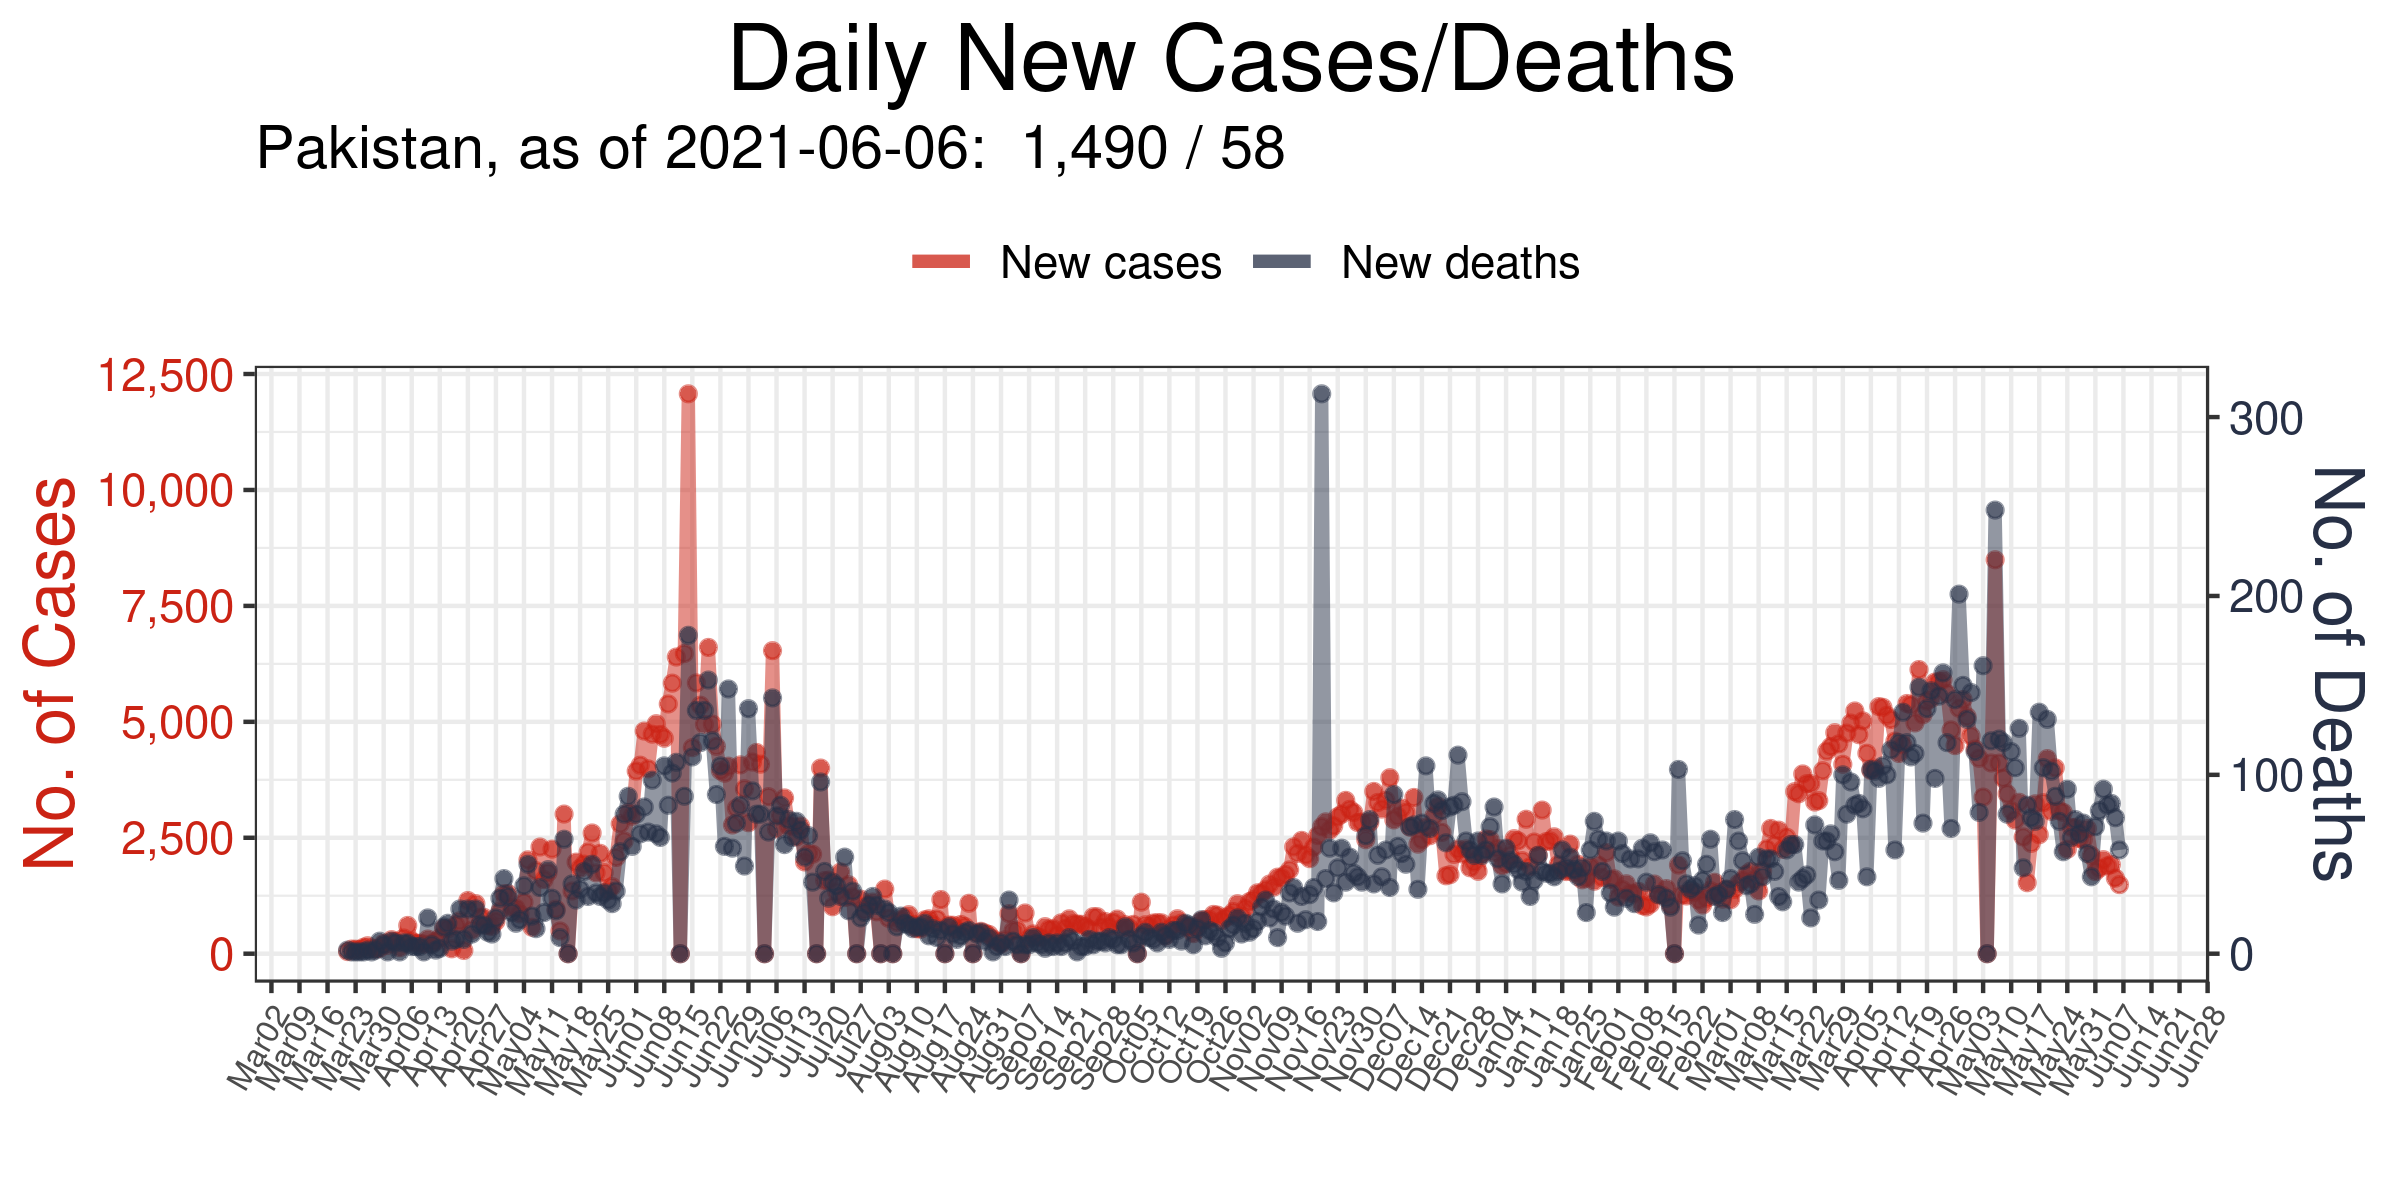 Daily New Cases/Deaths
Pakistan, as of 2021-06-06:  1,490 / 58
New cases
New deaths
No. of Cases
12,500
10,000
7,500
5,000
2,500
0
300
200
100
0
No. of Deaths
Mar02
Mar09
Mar16
Mar23
Mar30
Apr06
Apr13
Apr20
Apr27
May04
May11
May18
May25
Jun01
Jun08
Jun15
Jun22
Jun29
Jul06
Jul13
Jul20
Jul27
Aug03
Aug10
Aug17
Aug24
Aug31
Sep07
Sep14
Sep21
Sep28
Oct05
Oct12
Oct19
Oct26
Nov02
Nov09
Nov16
Nov23
Nov30
Dec07
Dec14
Dec21
Dec28
Jan04
Jan11
Jan18
Jan25
Feb01
Feb08
Feb15
Feb22
Mar01
Mar08
Mar15
Mar22
Mar29
Apr05
Apr12
Apr19
Apr26
May03
May10
May17
May24
May31
Jun07
Jun14
Jun21
Jun28